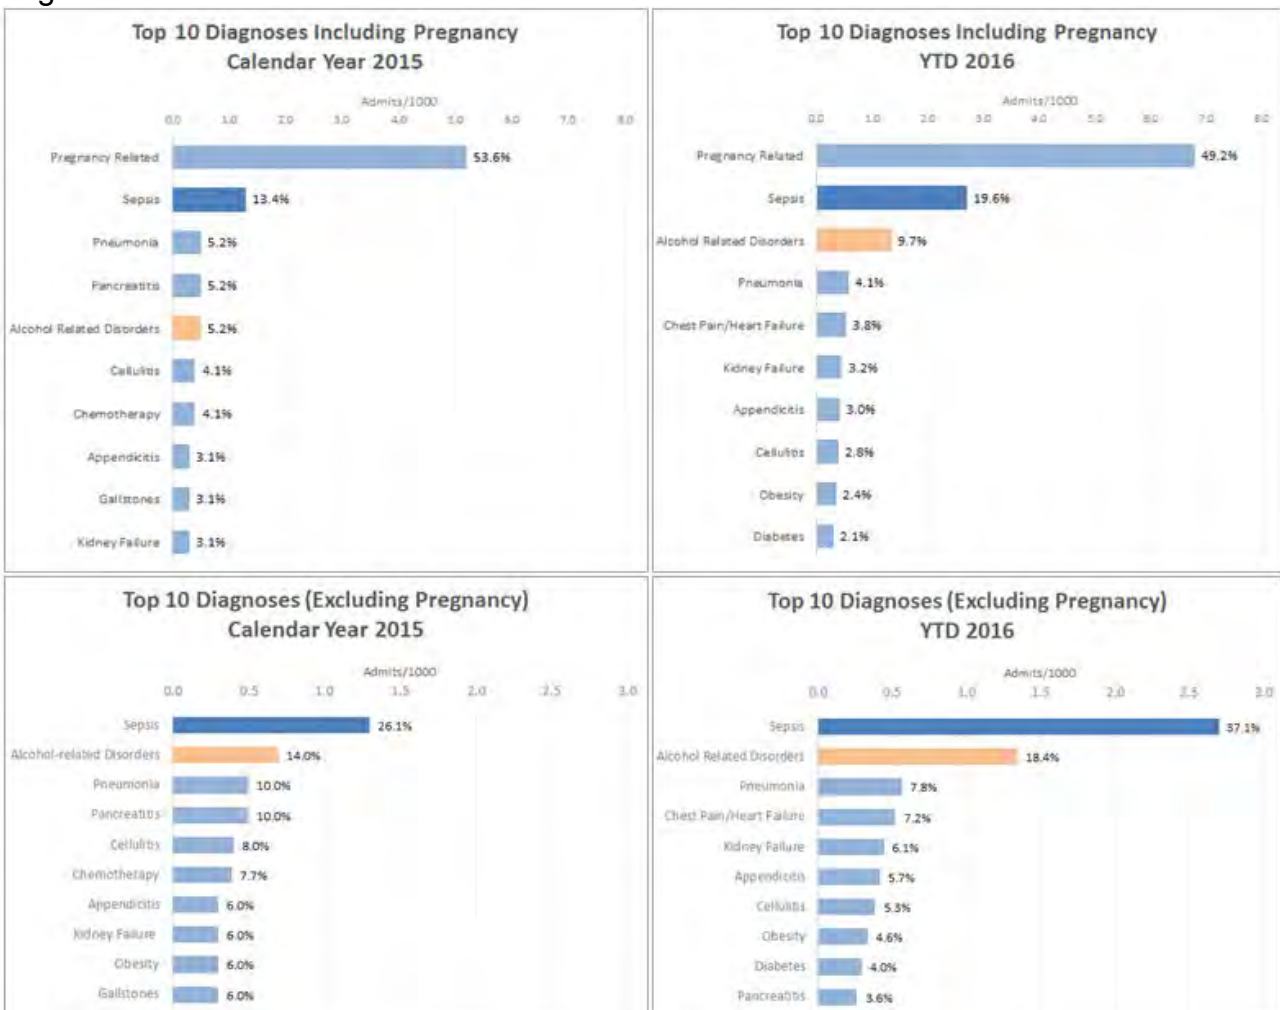 Top 10 Diagnoses Including Pregnancy
Calendar Year 2015
Admits/1000
0.0 1.0 2.0 3.0 4.0 5.0 6.0 7.0 8.0
Pregnancy Related 53.6%
Sepsis 13.4%
Pneumonia 5.2%
Pancreatitis 5.2%
Alcohol Related Disorders 5.2%
Cellulitis 4.1%
Chemotherapy 4.1%
Appendicitis 3.1%
Gallstones 3.1%
Kidney Failure 3.1%
Top 10 Diagnoses Including Pregnancy
YTD 2016
Admits/1000
0.0 1.0 2.0 3.0 4.0 5.0 6.0 7.0 8.0
Pregnancy Related 49.2%
Sepsis 19.6%
Alcohol Related Disorders 9.7%
Pneumonia 4.1%
Chest Pain/Heart Failure 3.8%
Kidney Failure 3.2%
Appendicitis 3.0%
Cellulitis 2.8%
Obesity 2.4%
Diabetes 2.1%
Top 10 Diagnoses (Excluding Pregnancy)
Calendar Year 2015
Admits/1000
0.0 0.5 1.0 1.5 2.0 2.5 3.0
Sepsis 26.1%
Alcohol-related Disorders 14.0%
Pneumonia 10.0%
Pancreatitis 10.0%
Cellulitis 8.0%
Chemotherapy 7.7%
Appendicitis 6.0%
Kidney Failure 6.0%
Obesity 6.0%
Gallstones 6.0%
Top 10 Diagnoses (Excluding Pregnancy)
YTD 2016
Admits/1000
0.0 0.5 1.0 1.5 2.0 2.5 3.0
Sepsis 37.1%
Alcohol Related Disorders 18.4%
Pneumonia 7.8%
Chest Pain/Heart Failure 7.2%
Kidney Failure 6.1%
Appendicitis 5.7%
Cellulitis 5.3%
Obesity 4.6%
Diabetes 4.0%
Pancreatitis 3.6%